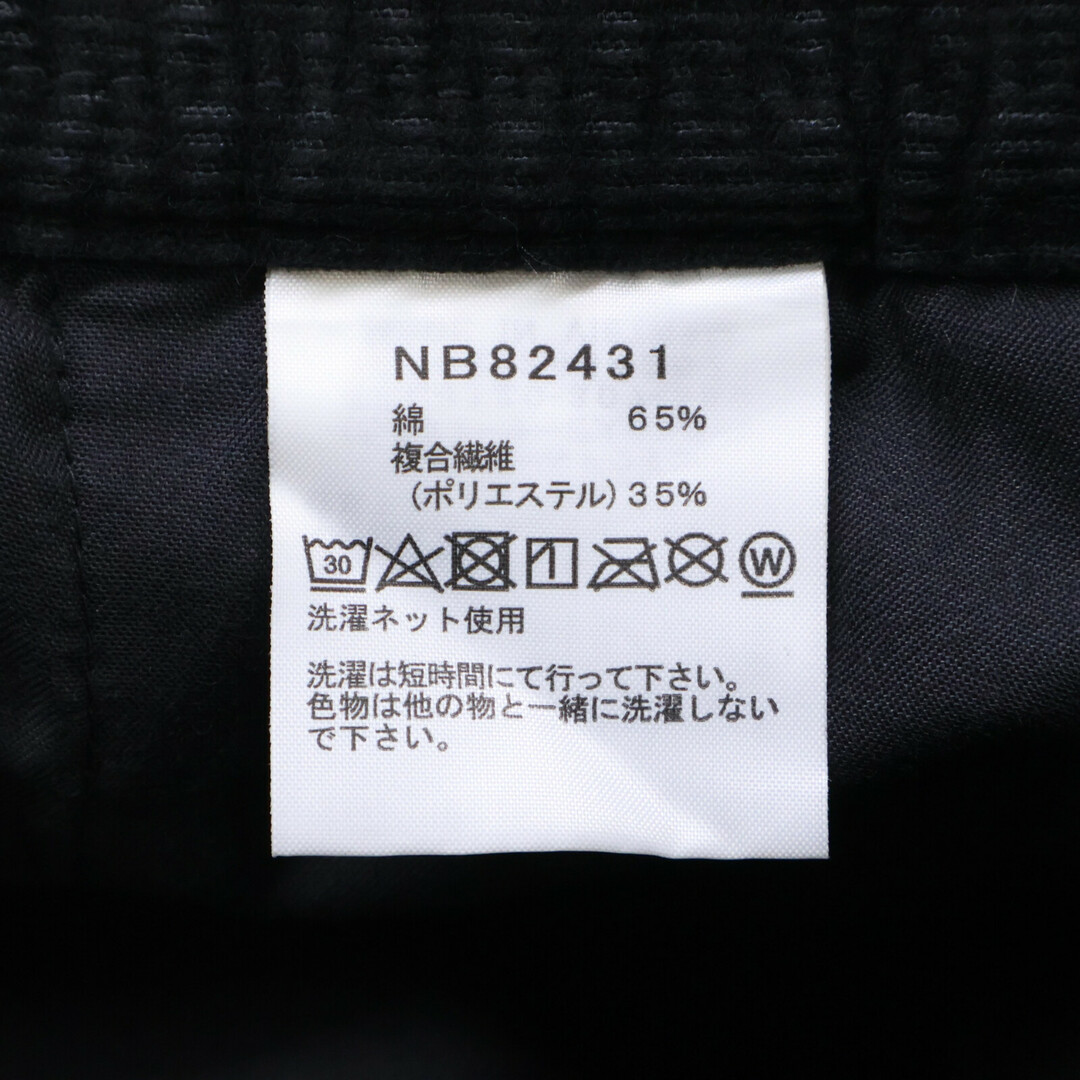 NB82431
綿 65%
複合繊維
(ポリエステル) 35%
30 W
洗濯ネット使用
洗濯は短時間にて行って下さい。
色物は他の物と一緒に洗濯しない
で下さい。